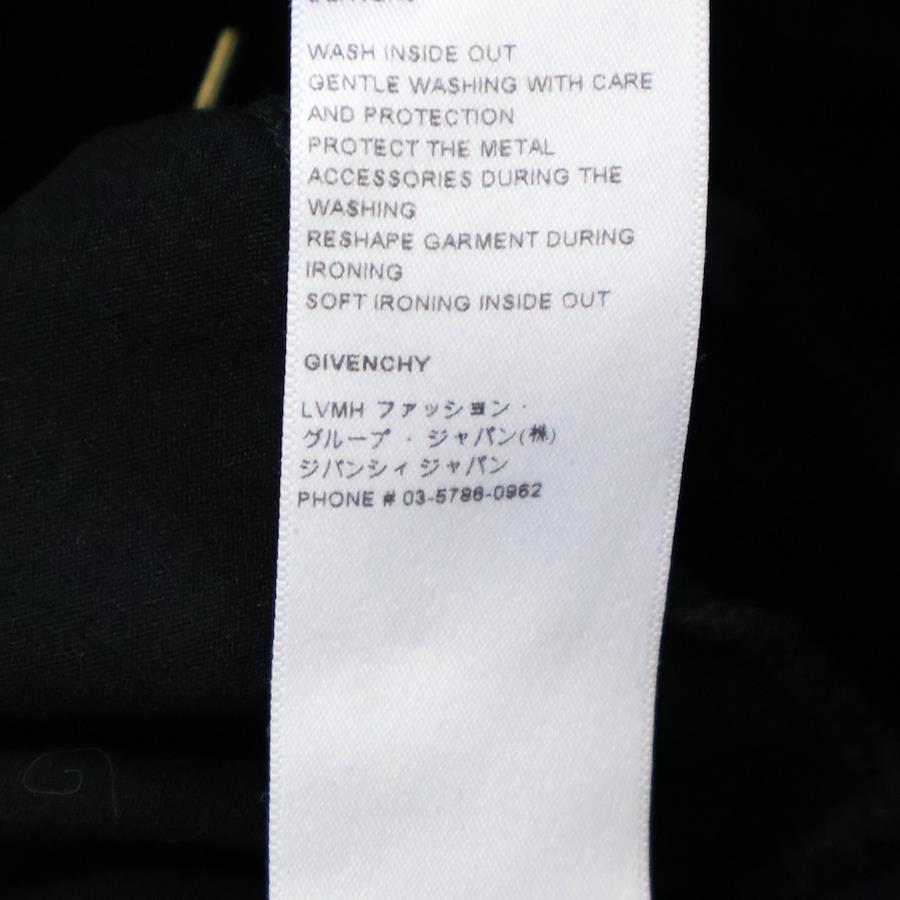 WASH INSIDE OUT
GENTLE WASHING WITH CARE
AND PROTECTION
PROTECT THE METAL
ACCESSORIES DURING THE
WASHING
RESHAPE GARMENT DURING
IRONING
SOFT IRONING INSIDE OUT
GIVENCHY
LVMH ファッション・
グループ・ジャパン(株)
ジバンシィ ジャパン
PHONE # 03-5786-0962